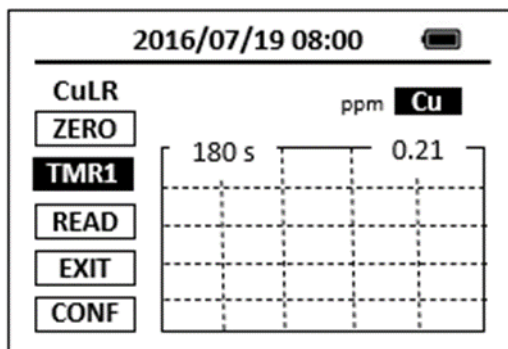 2016/07/19 08:00
CuLR
ppm Cu
ZERO
180 s 0.21
TMR1
READ
EXIT
CONF